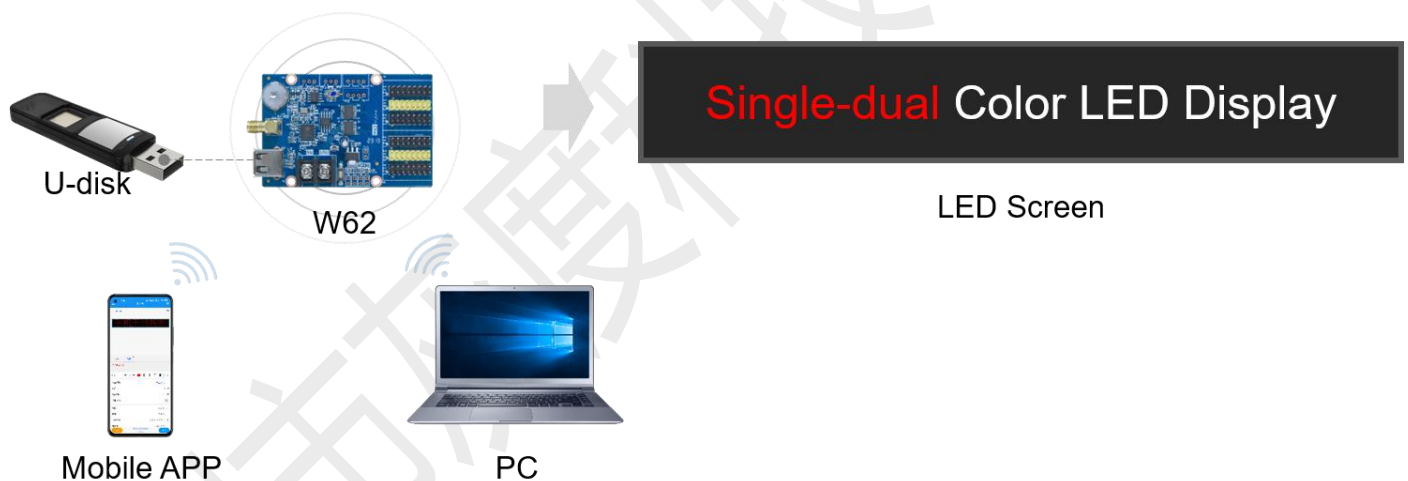 Single-dual Color LED Display
U-disk
W62
LED Screen
Mobile APP
PC